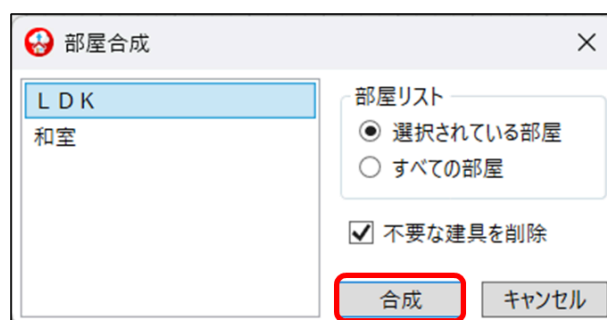 部屋合成
ＬＤＫ
和室
部屋リスト
選択されている部屋
すべての部屋
不要な建具を削除
合成
キャンセル